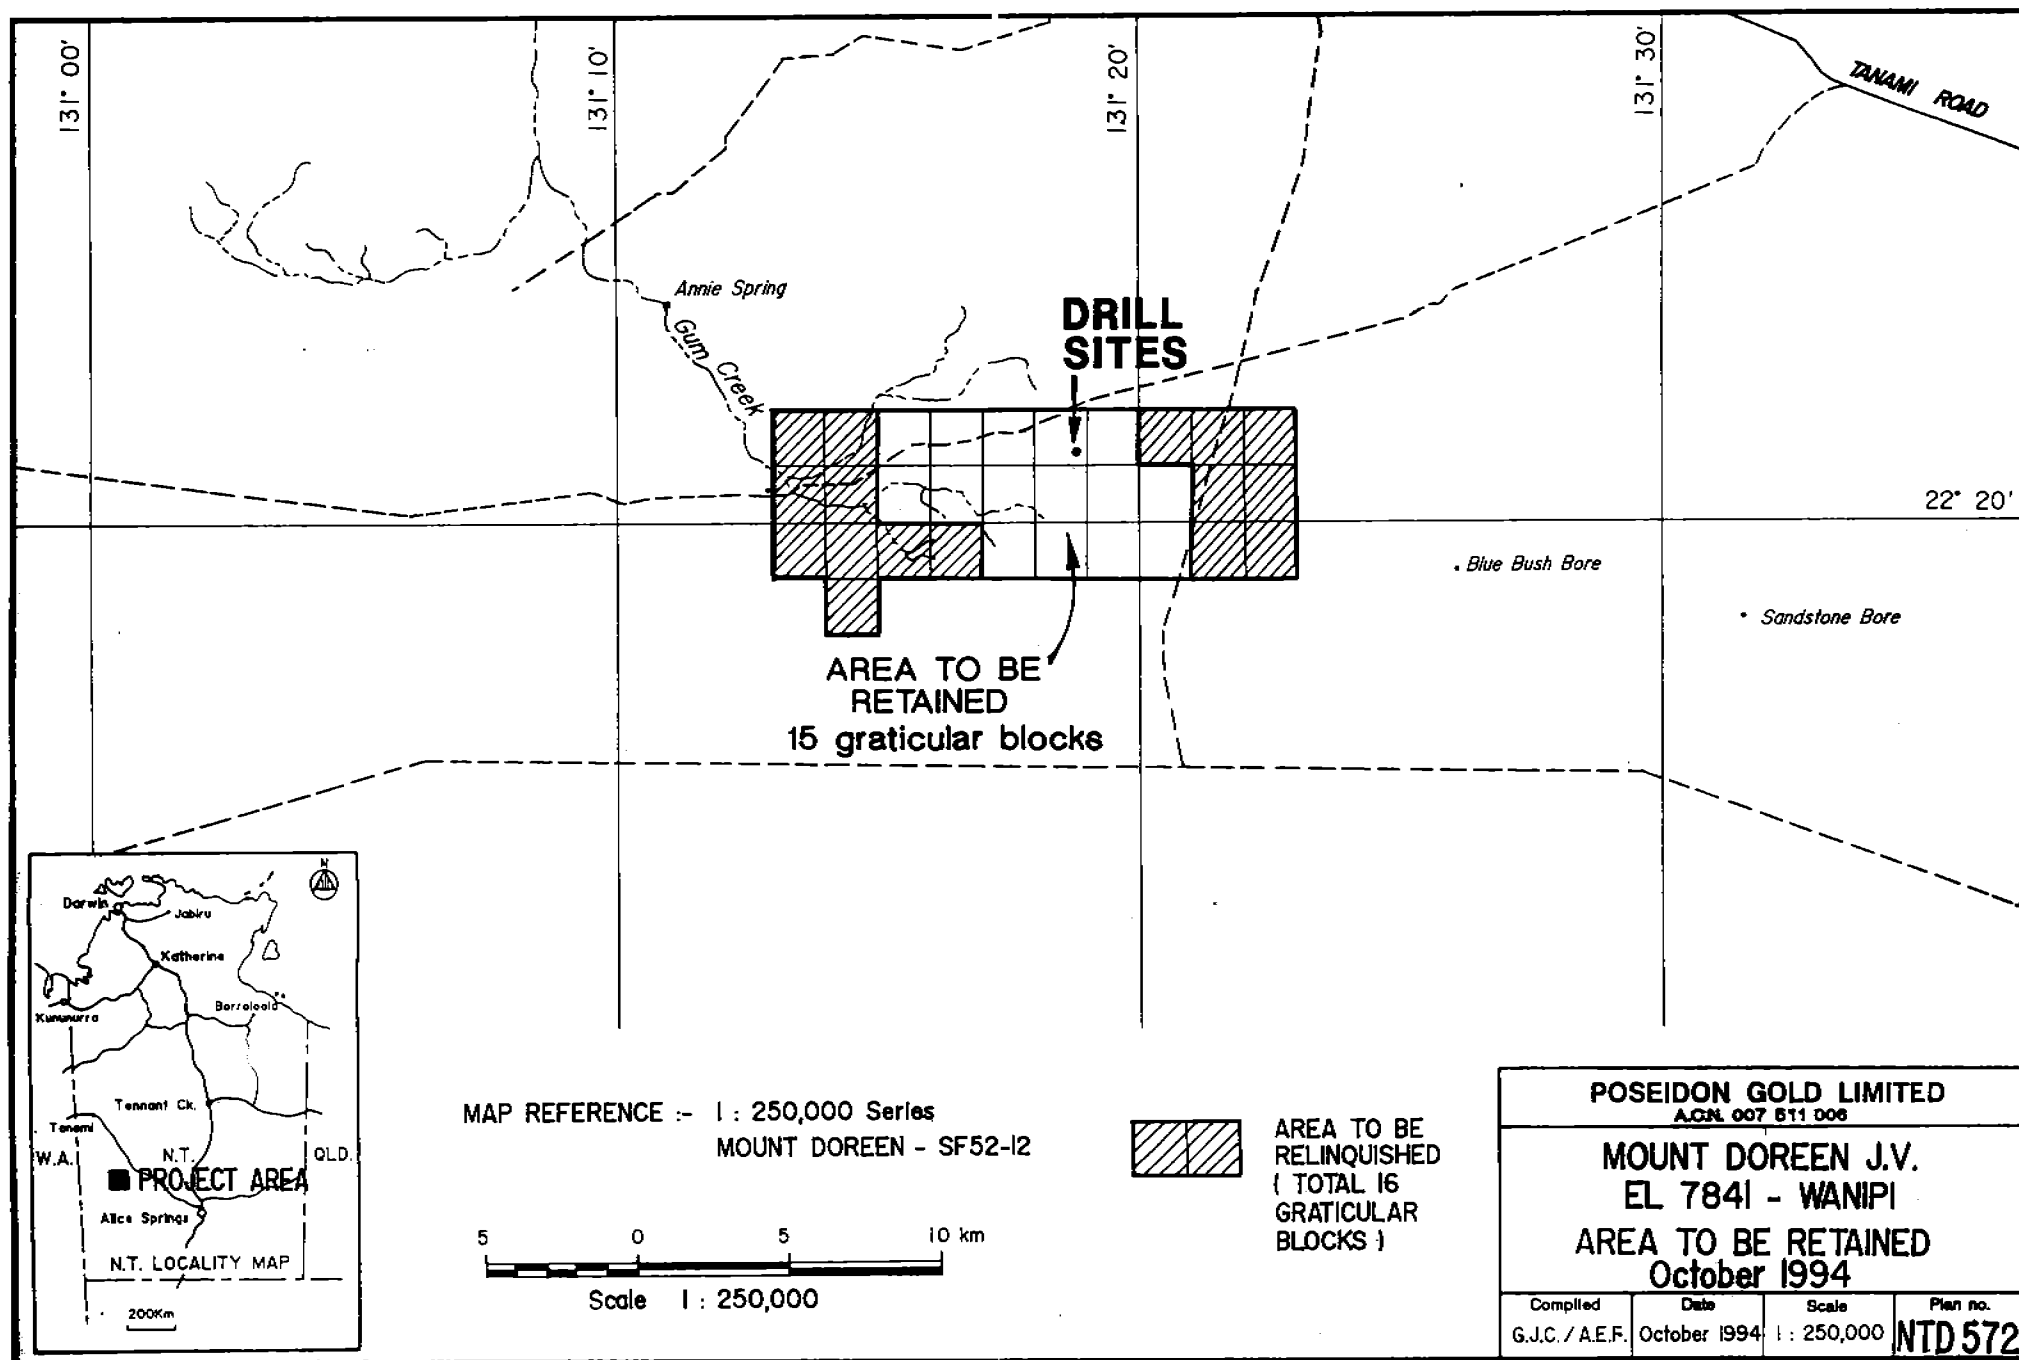 131° 00'
131° 10'
131° 20'
131° 30'
TANAMI ROAD
Annie Spring
Gum Creek
DRILL
SITES
22° 20'
Blue Bush Bore
Sandstone Bore
AREA TO BE
RETAINED
15 graticular blocks
N
Darwin
Jabiru
Katherine
Kununurra
Borroloola
Tennant Ck.
Tanami
W.A.
N.T.
QLD.
PROJECT AREA
Alice Springs
N.T. LOCALITY MAP
200Km
MAP REFERENCE :- 1 : 250,000 Series
MOUNT DOREEN - SF52-12
5 0 5 10 km
Scale 1 : 250,000
AREA TO BE
RELINQUISHED
( TOTAL 16
GRATICULAR
BLOCKS )
POSEIDON GOLD LIMITED
A.C.N. 007 511 006
MOUNT DOREEN J.V.
EL 7841 - WANIPI
AREA TO BE RETAINED
October 1994
Compiled
G.J.C. / A.E.F.
Date
October 1994
Scale
1 : 250,000
Plan no.
NTD 572